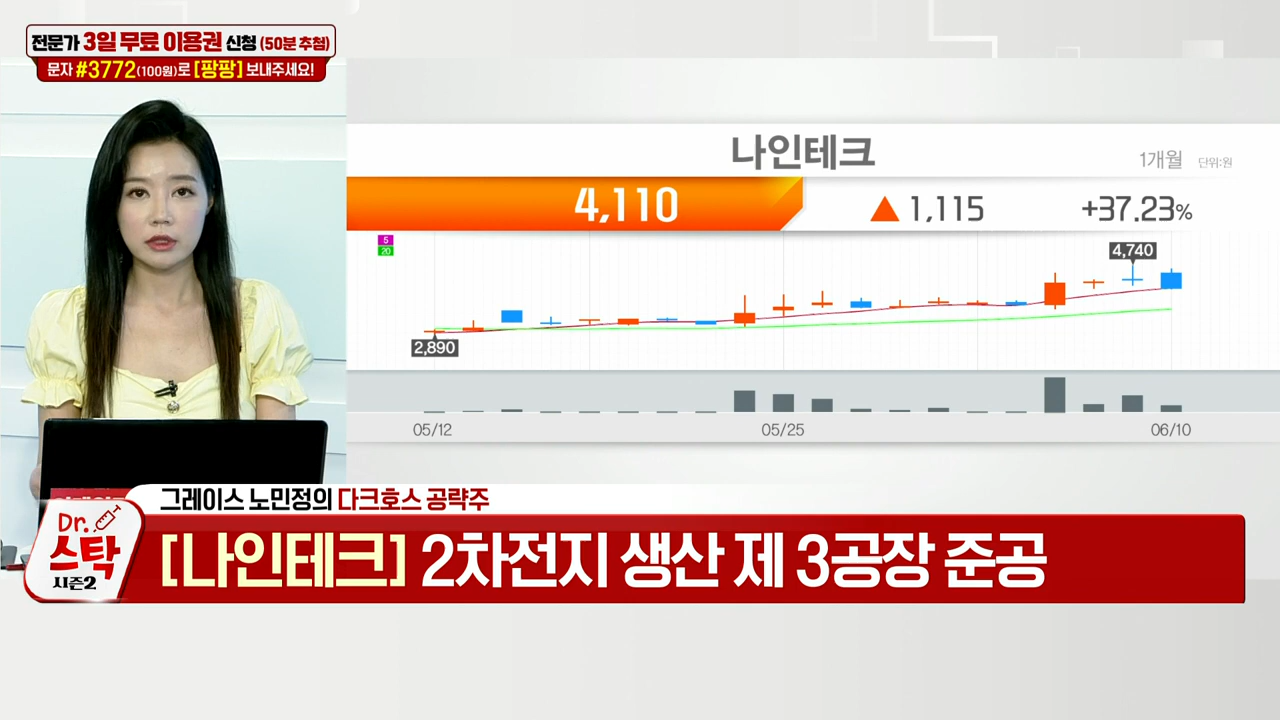 전문가 3일 무료 이용권 신청 (50분 추첨)
문자 #3772(100원)로 [팡팡] 보내주세요!
나인테크
1개월 단위:원
4,110 ▲ 1,115 +37.23%
5
20
4,740
2,890
05/12 05/25 06/10
그레이스 노민정의 다크호스 공략주
Dr.
스탁
시즌2
[나인테크] 2차전지 생산 제 3공장 준공